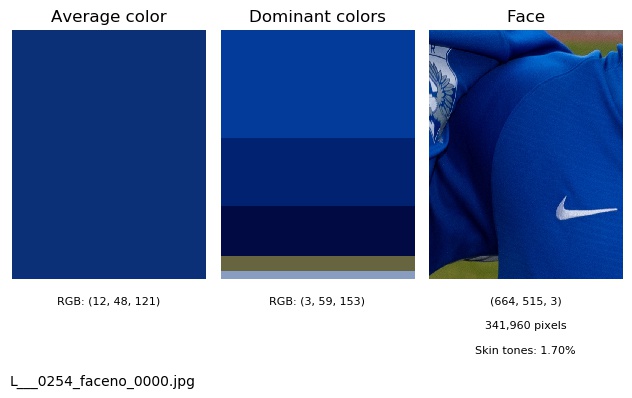 Average color
Dominant colors
Face
RGB: (12, 48, 121)
RGB: (3, 59, 153)
(664, 515, 3)
341,960 pixels
Skin tones: 1.70%
L___0254_faceno_0000.jpg